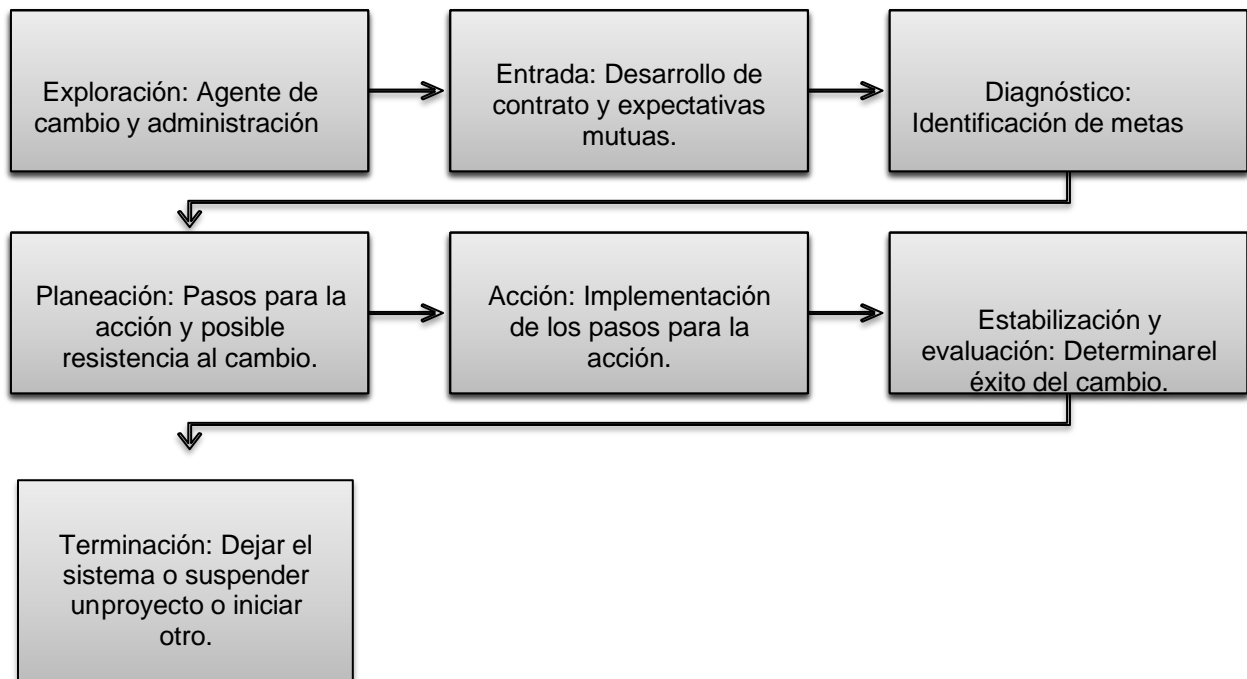 Exploración: Agente de
cambio y administración
Entrada: Desarrollo de
contrato y expectativas
mutuas.
Diagnóstico:
Identificación de metas
Planeación: Pasos para la
acción y posible
resistencia al cambio.
Acción: Implementación
de los pasos para la
acción.
Estabilización y
evaluación: Determinarel
éxito del cambio.
Terminación: Dejar el
sistema o suspender
unproyecto o iniciar
otro.